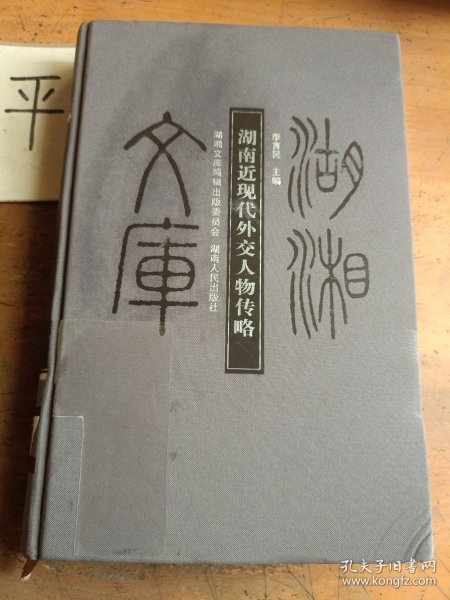 湖湘
文库
李育民 主编
湖南近现代外交人物传略
湖湘文库编辑出版委员会 湖南人民出版社
平
孔夫子旧书网
www.kongfz.com